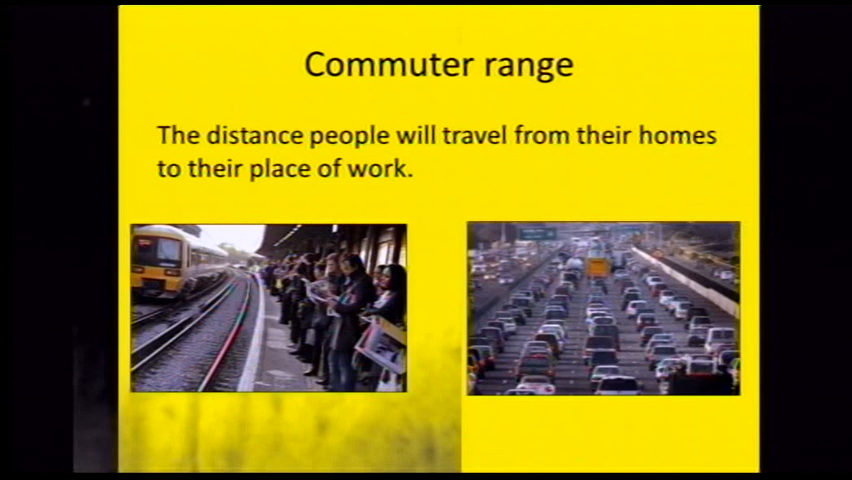 Commuter range
The distance people will travel from their homes
to their place of work.